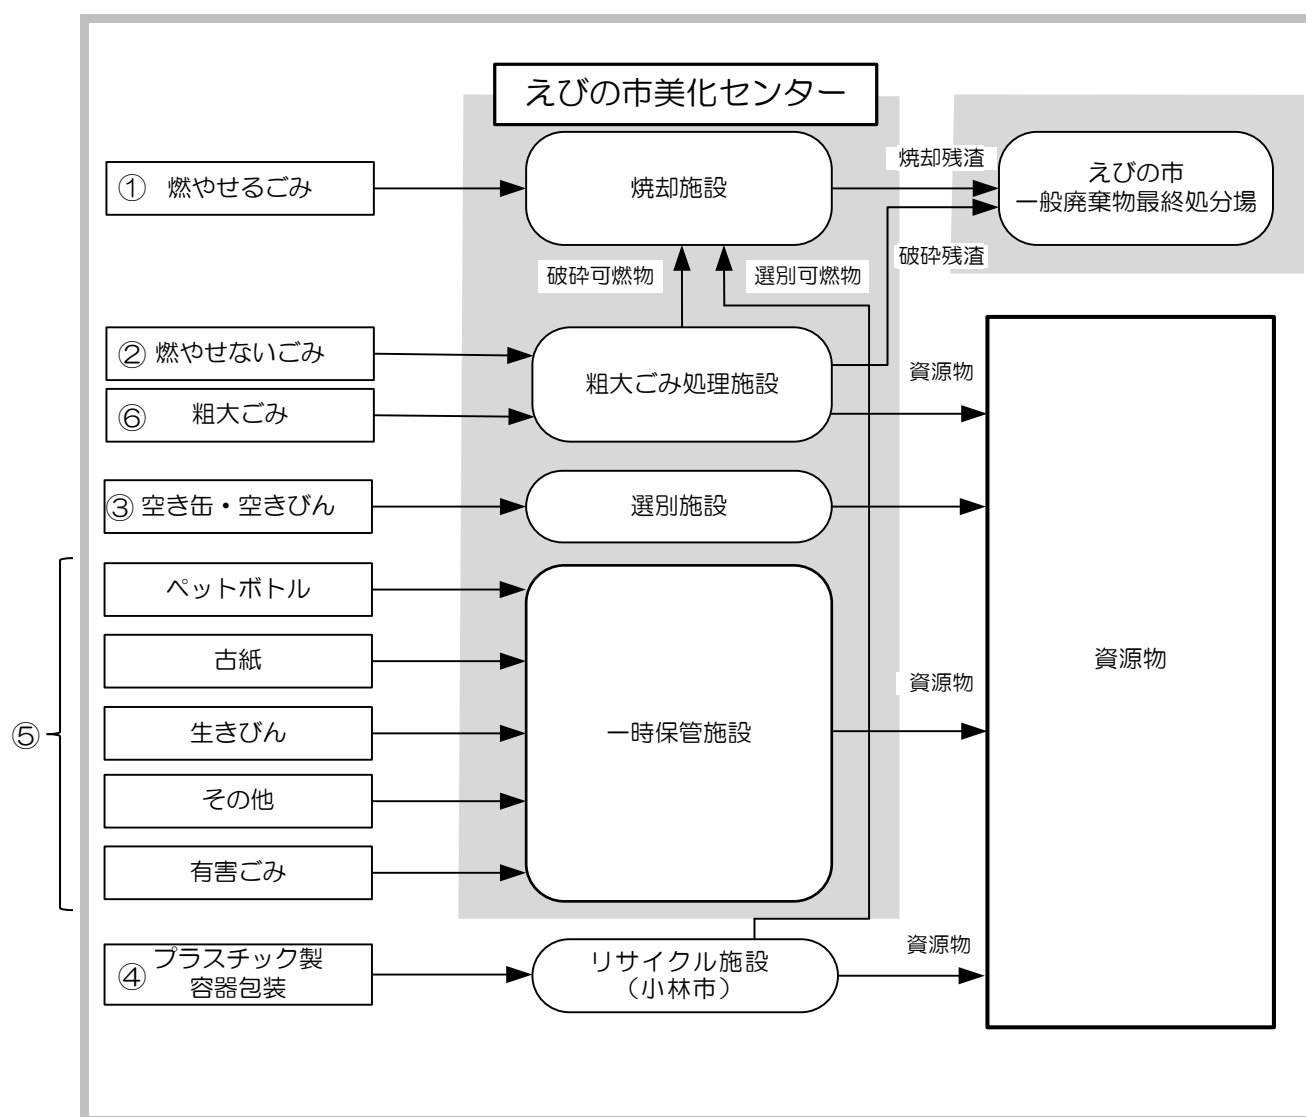 えびの市美化センター
① 燃やせるごみ
焼却施設
焼却残渣
えびの市
一般廃棄物最終処分場
破砕残渣
破砕可燃物
選別可燃物
② 燃やせないごみ
⑥ 粗大ごみ
粗大ごみ処理施設
資源物
③ 空き缶・空きびん
選別施設
ペットボトル
古紙
⑤
生きびん
その他
有害ごみ
一時保管施設
資源物
資源物
④ プラスチック製
容器包装
リサイクル施設
（小林市）
資源物